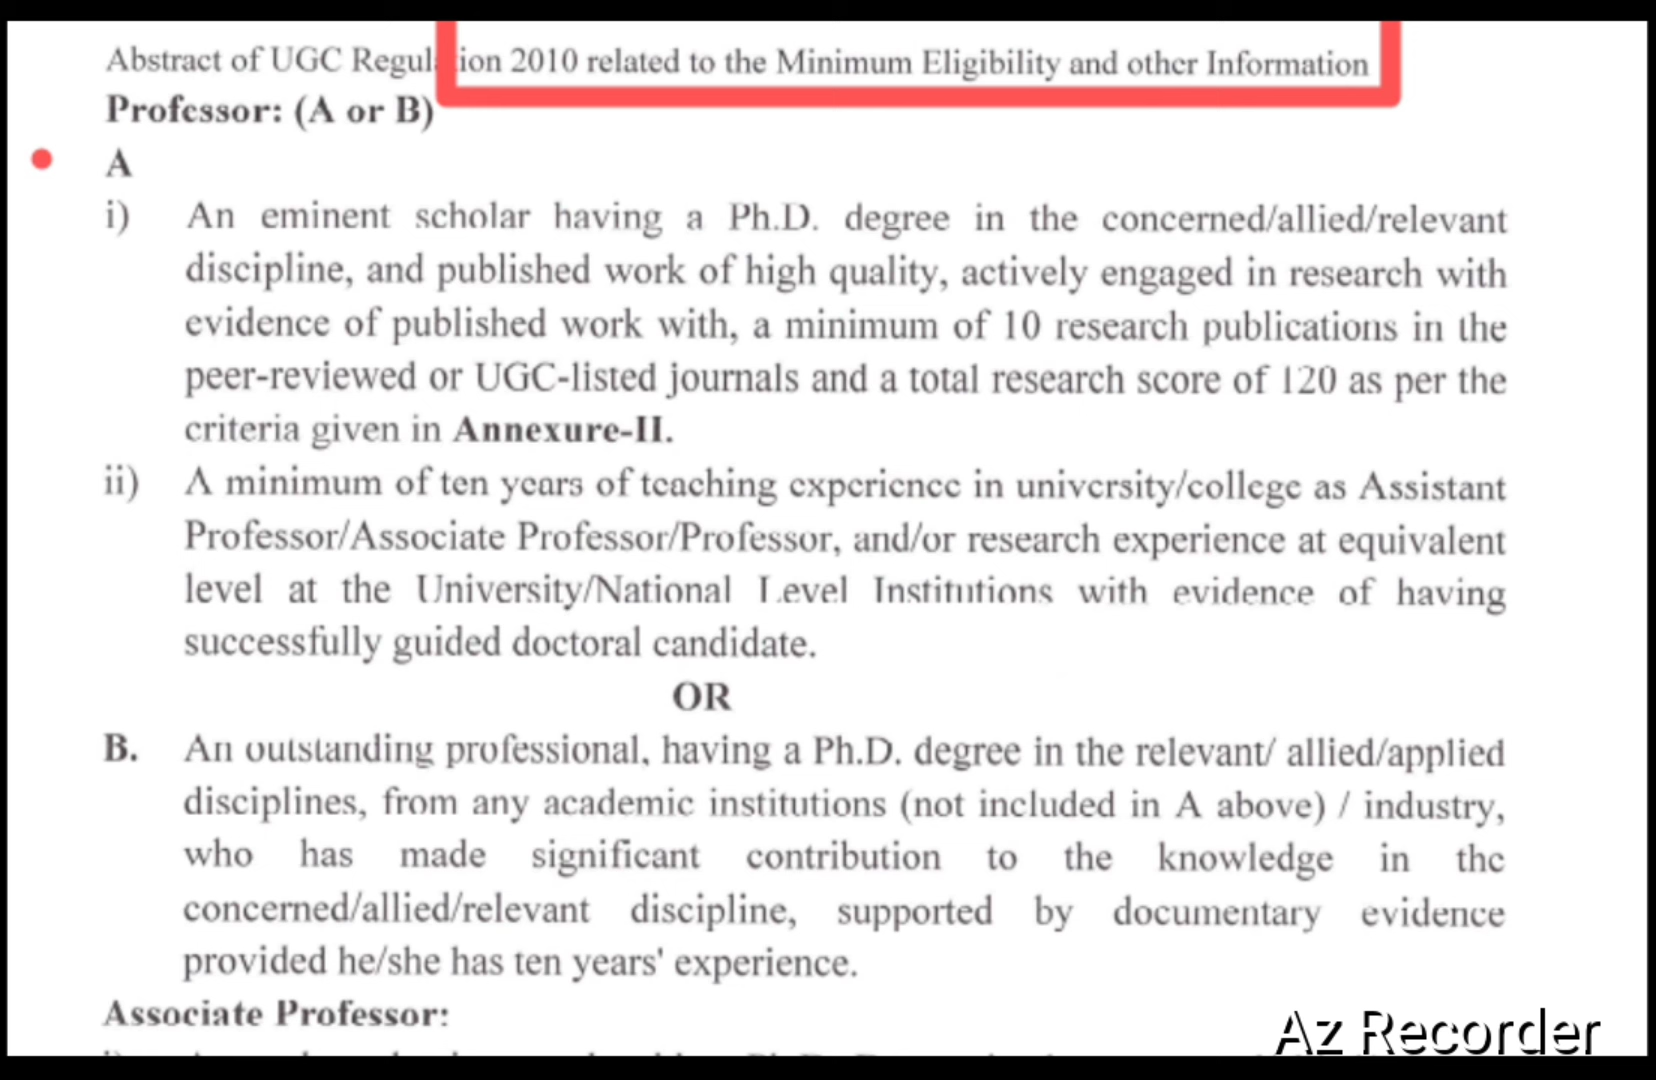 Abstract of UGC Regulation 2010 related to the Minimum Eligibility and other Information
Professor: (A or B)
A
i) An eminent scholar having a Ph.D. degree in the concerned/allied/relevant
discipline, and published work of high quality, actively engaged in research with
evidence of published work with, a minimum of 10 research publications in the
peer-reviewed or UGC-listed journals and a total research score of 120 as per the
criteria given in Annexure-II.
ii) A minimum of ten years of teaching experience in university/college as Assistant
Professor/Associate Professor/Professor, and/or research experience at equivalent
level at the University/National Level Institutions with evidence of having
successfully guided doctoral candidate.
OR
B. An outstanding professional, having a Ph.D. degree in the relevant/ allied/applied
disciplines, from any academic institutions (not included in A above) / industry,
who has made significant contribution to the knowledge in the
concerned/allied/relevant discipline, supported by documentary evidence
provided he/she has ten years' experience.
Associate Professor:
Az Recorder